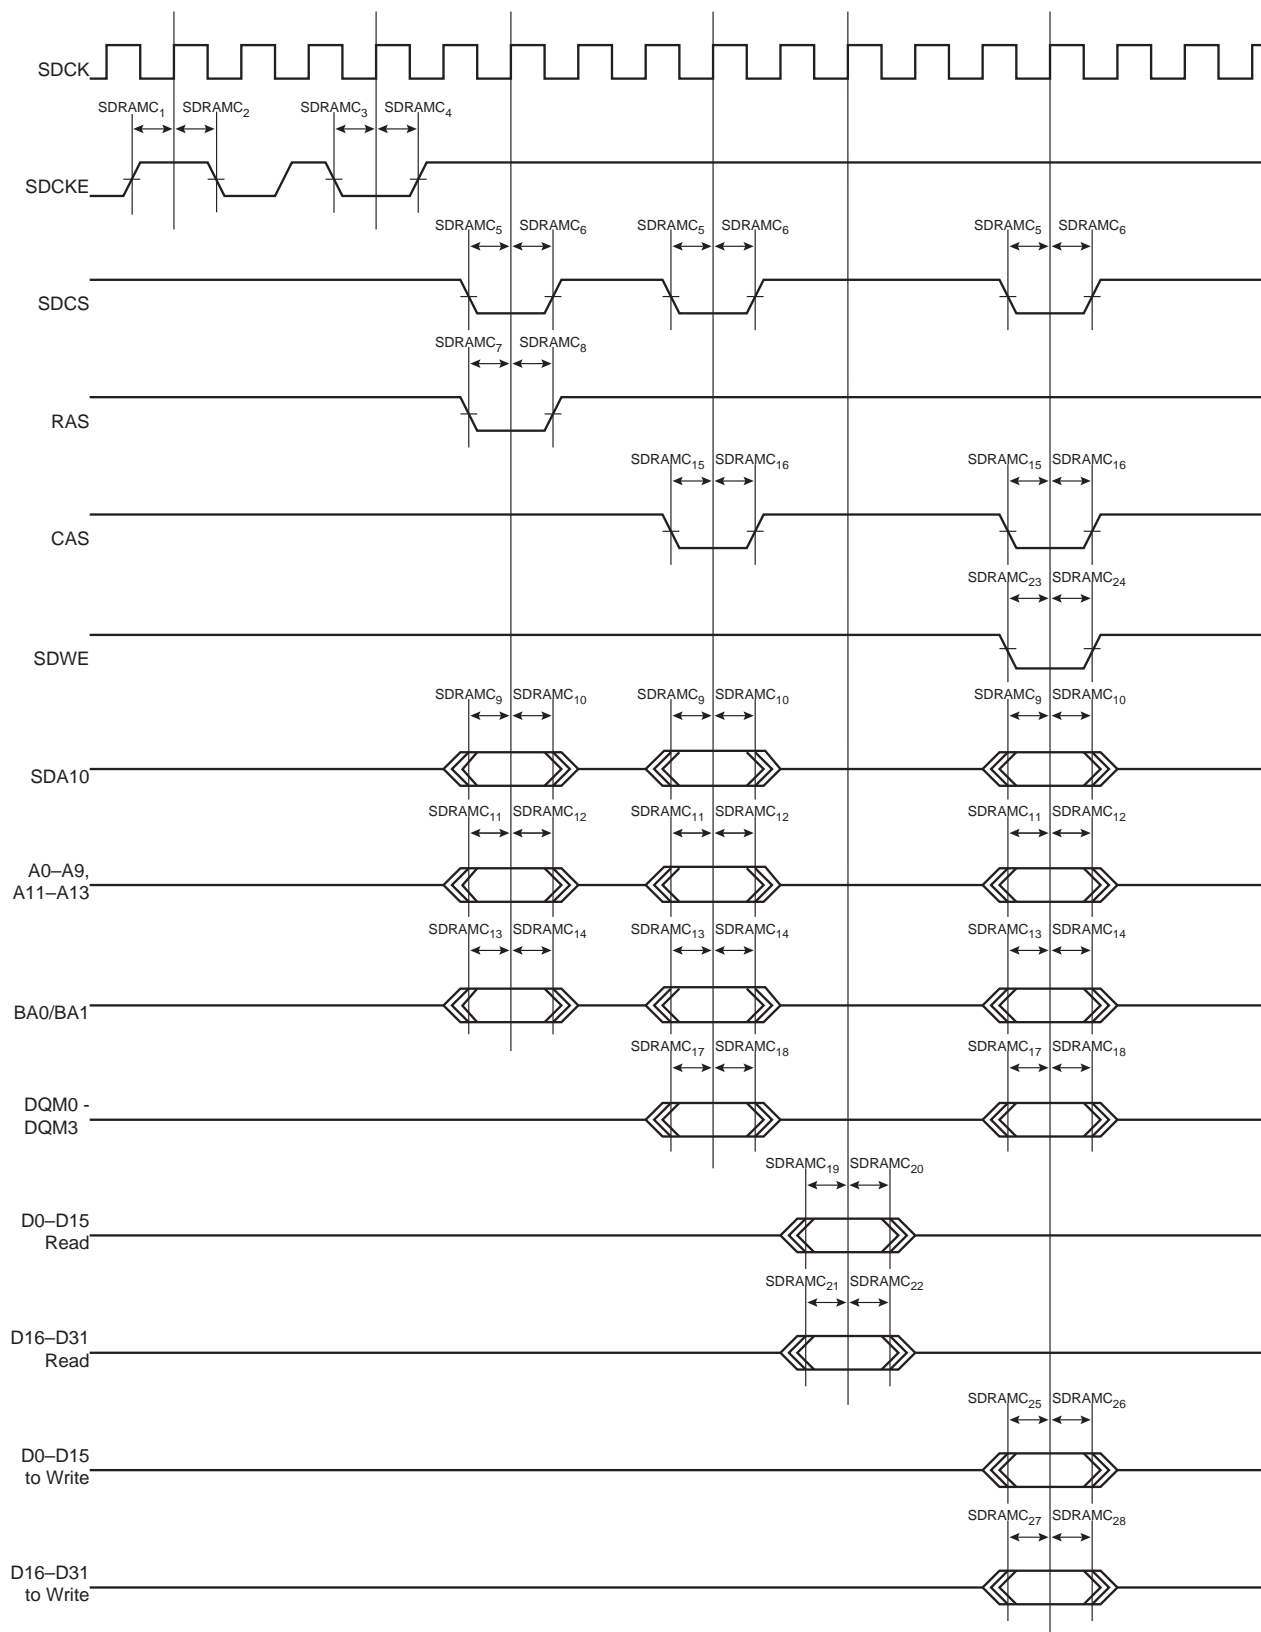 SDCK
SDRAMC1 SDRAMC2 SDRAMC3 SDRAMC4
SDCKE
SDRAMC5 SDRAMC6 SDRAMC5 SDRAMC6 SDRAMC5 SDRAMC6
SDCS
SDRAMC7 SDRAMC8
RAS
SDRAMC15 SDRAMC16 SDRAMC15 SDRAMC16
CAS
SDRAMC23 SDRAMC24
SDWE
SDRAMC9 SDRAMC10 SDRAMC9 SDRAMC10 SDRAMC9 SDRAMC10
SDA10
SDRAMC11 SDRAMC12 SDRAMC11 SDRAMC12 SDRAMC11 SDRAMC12
A0–A9,
A11–A13
SDRAMC13 SDRAMC14 SDRAMC13 SDRAMC14 SDRAMC13 SDRAMC14
BA0/BA1
SDRAMC17 SDRAMC18 SDRAMC17 SDRAMC18
DQM0 -
DQM3
SDRAMC19 SDRAMC20
D0–D15
Read
SDRAMC21 SDRAMC22
D16–D31
Read
SDRAMC25 SDRAMC26
D0–D15
to Write
SDRAMC27 SDRAMC28
D16–D31
to Write